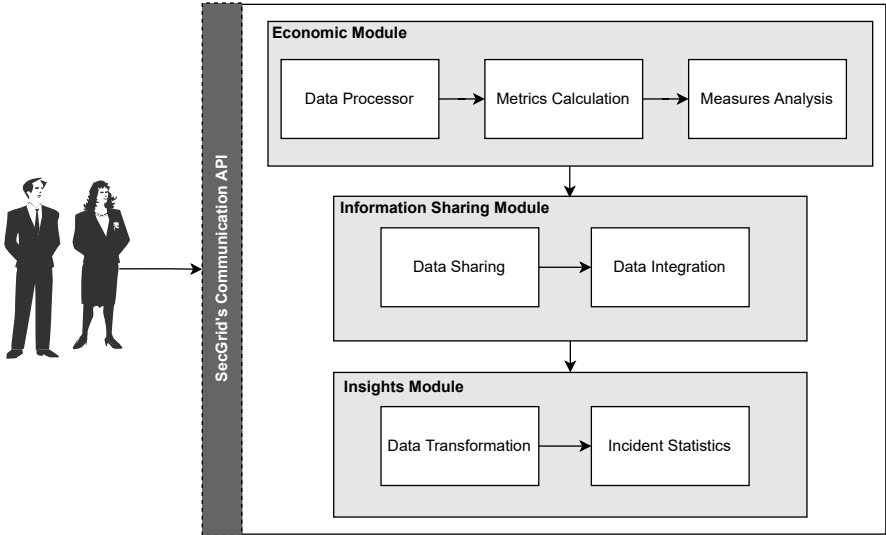 SecGrid's Communication API
Economic Module
Data Processor
Metrics Calculation
Measures Analysis
Information Sharing Module
Data Sharing
Data Integration
Insights Module
Data Transformation
Incident Statistics